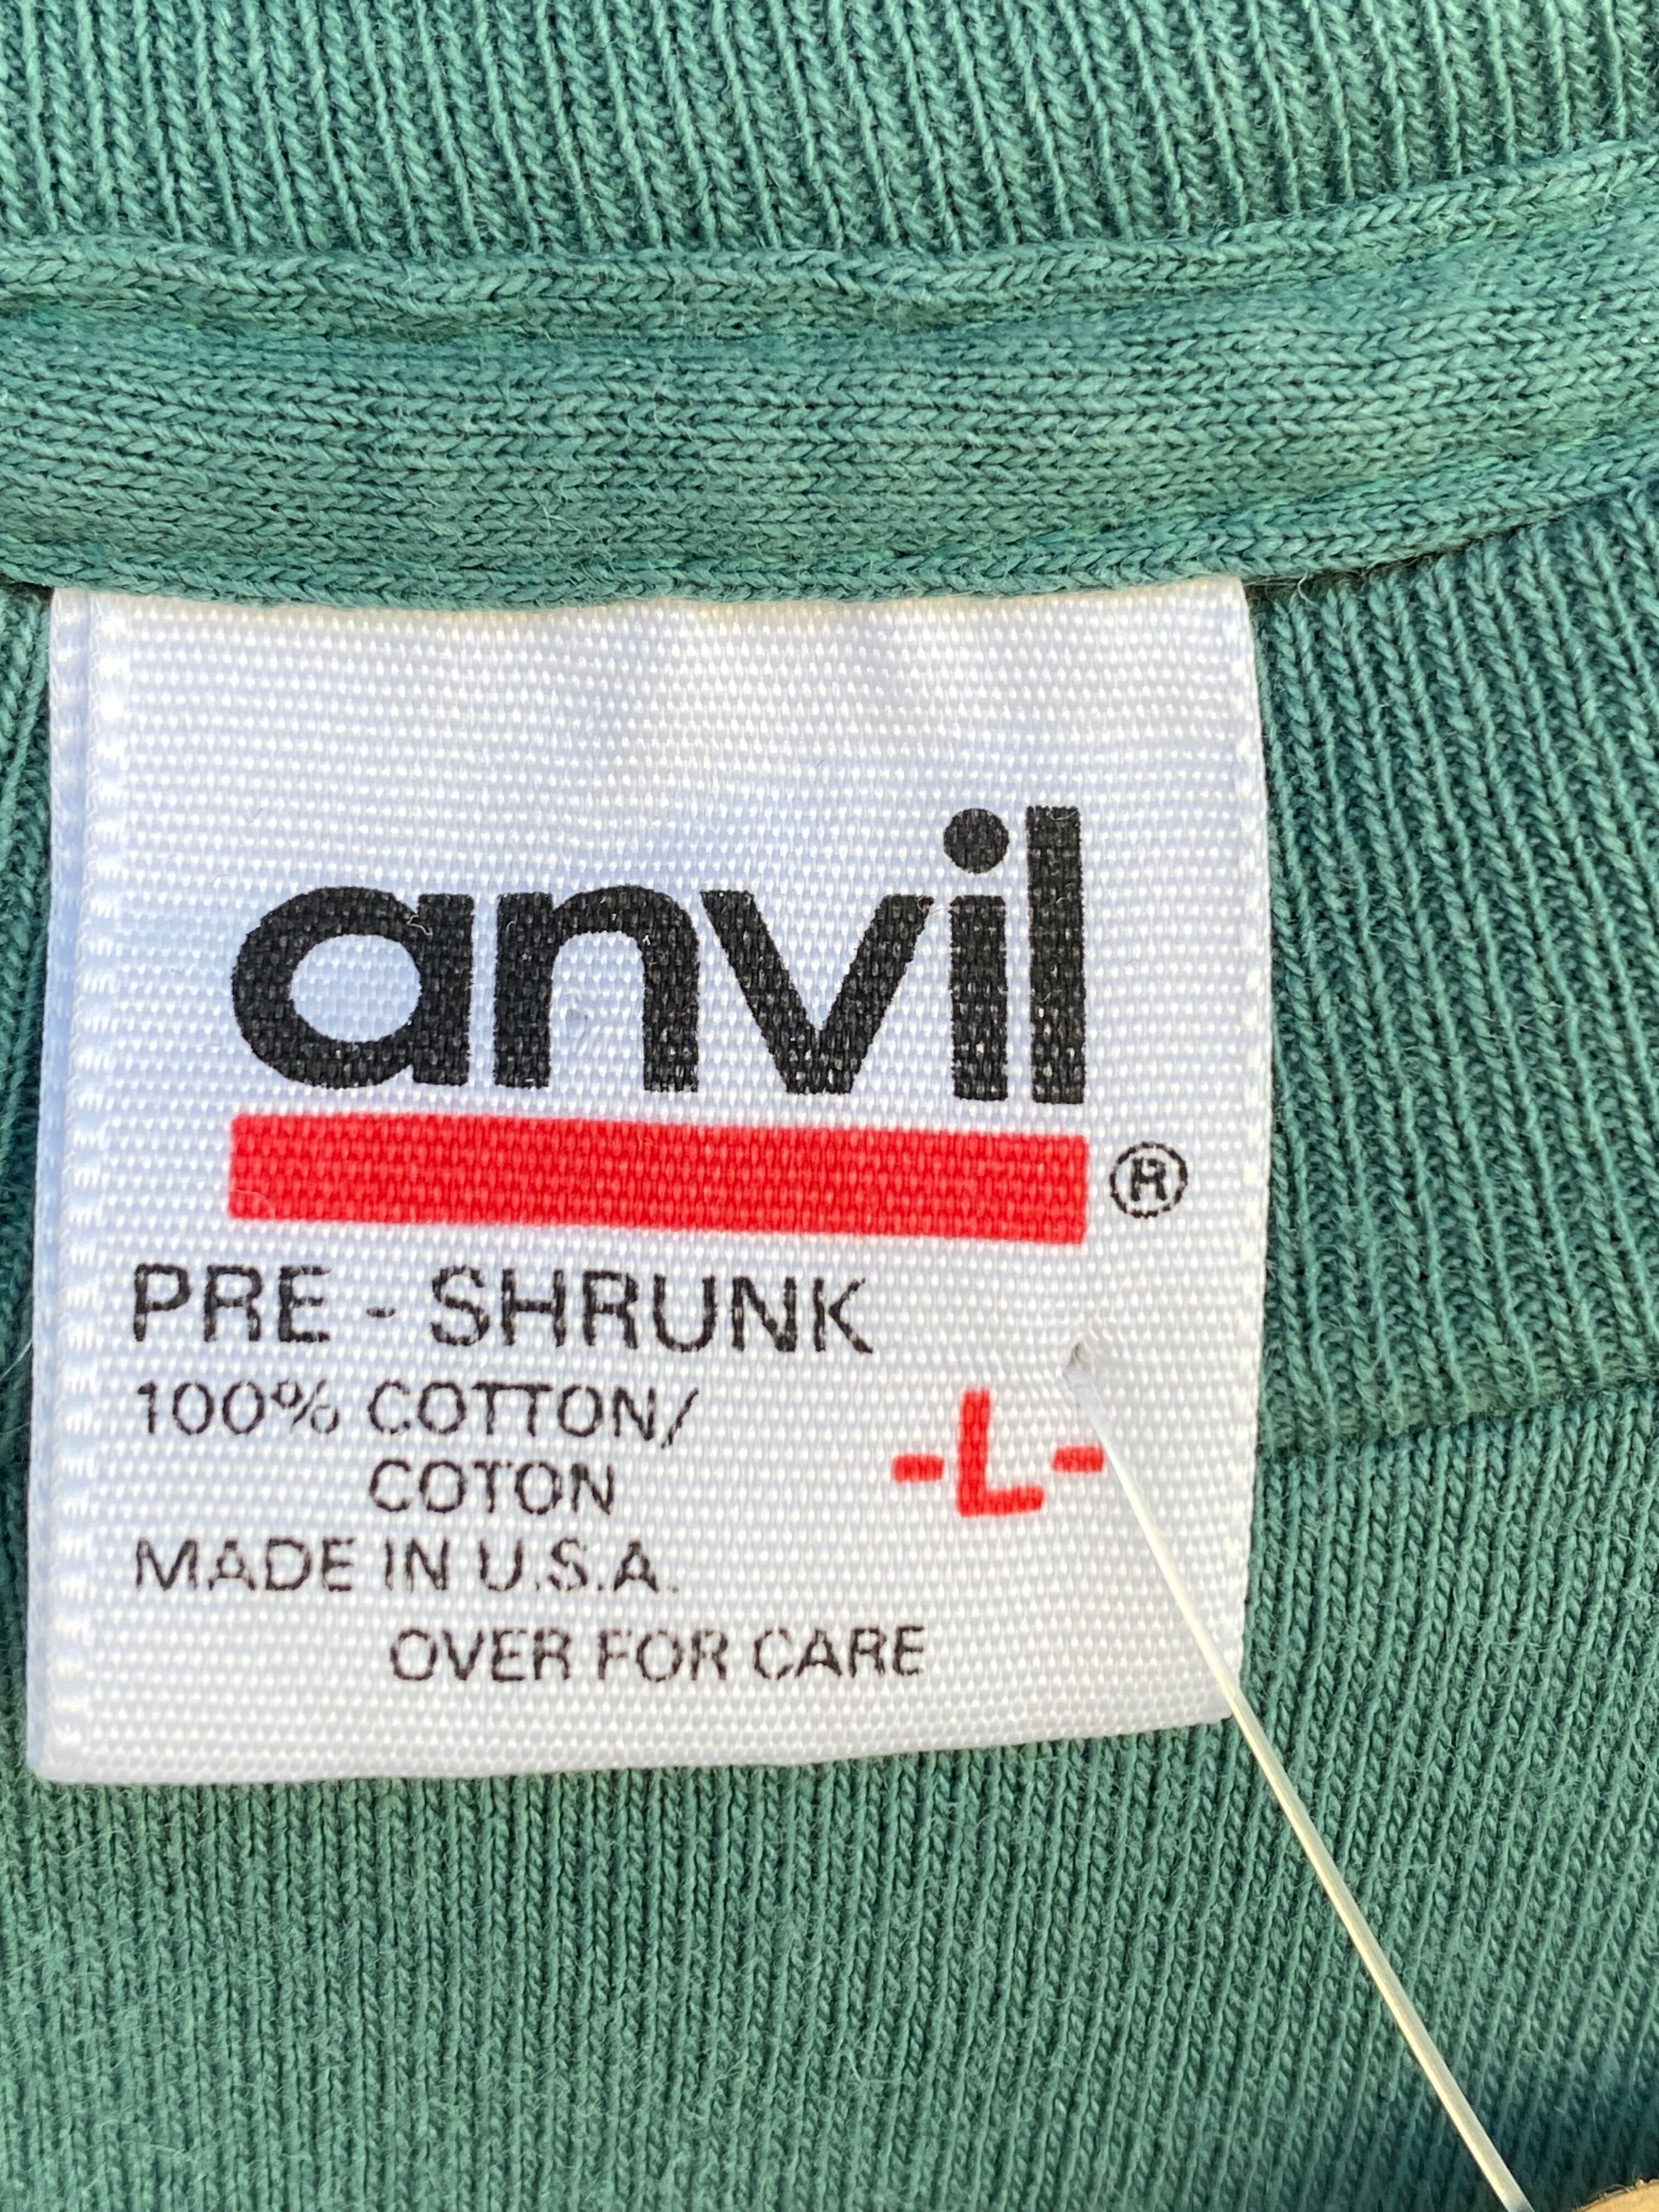 anvil
®
PRE - SHRUNK
100% COTTON/
COTON
-L-
MADE IN U.S.A.
OVER FOR CARE